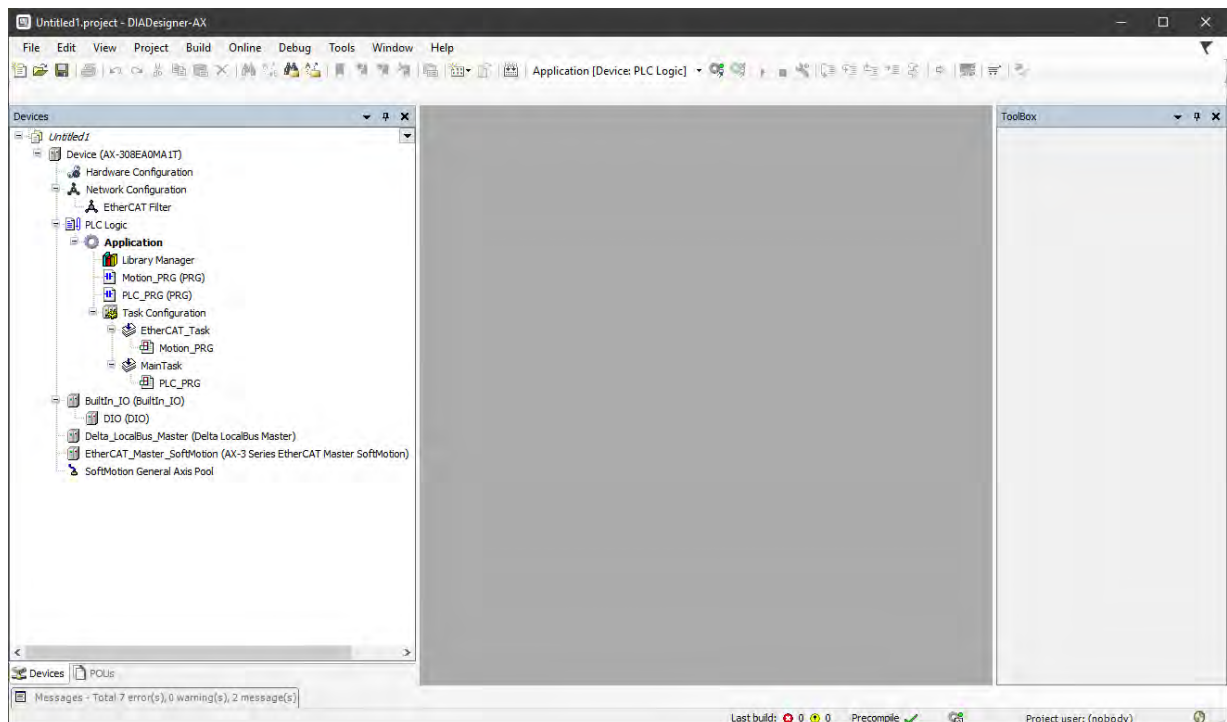 Untitled1.project - DIADesigner-AX
File Edit View Project Build Online Debug Tools Window Help
Application [Device: PLC Logic]
Devices
ToolBox
Untitled1
Device (AX-308EA0MA1T)
Hardware Configuration
Network Configuration
EtherCAT Filter
PLC Logic
Application
Library Manager
Motion_PRG (PRG)
PLC_PRG (PRG)
Task Configuration
EtherCAT_Task
Motion_PRG
MainTask
PLC_PRG
BuiltIn_IO (BuiltIn_IO)
DIO (DIO)
Delta_LocalBus_Master (Delta LocalBus Master)
EtherCAT_Master_SoftMotion (AX-3 Series EtherCAT Master SoftMotion)
SoftMotion General Axis Pool
Devices POUs
Messages - Total 7 error(s), 0 warning(s), 2 message(s)
Last build: 0 0 Precompile Project user: (nobody)